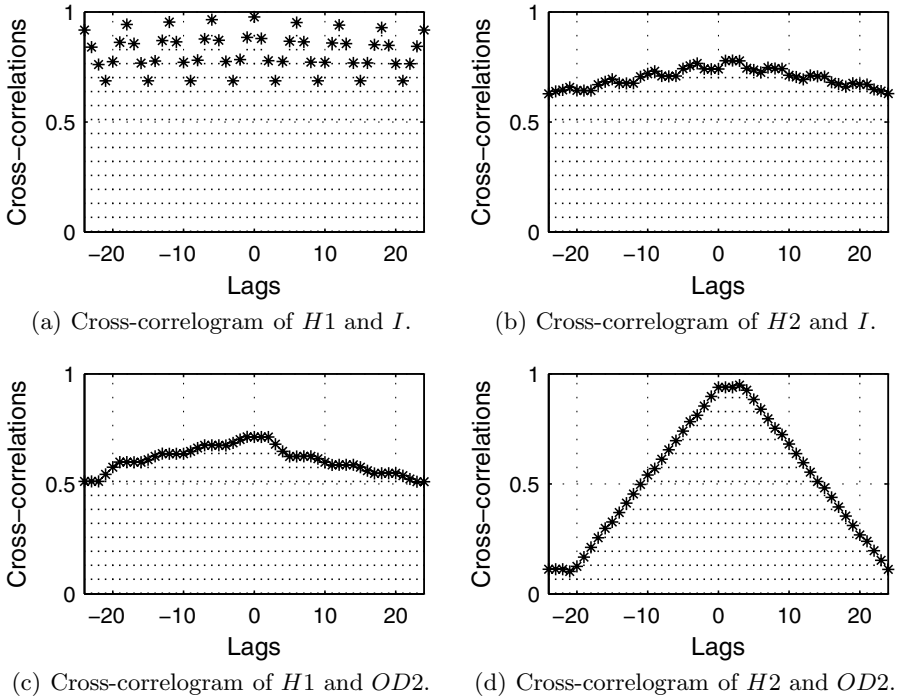 Cross−correlations
1
0.5
0
−20 −10 0 10 20
Lags
(a) Cross-correlogram of H1 and I.
Cross−correlations
1
0.5
0
−20 −10 0 10 20
Lags
(b) Cross-correlogram of H2 and I.
Cross−correlations
1
0.5
0
−20 −10 0 10 20
Lags
(c) Cross-correlogram of H1 and OD2.
Cross−correlations
1
0.5
0
−20 −10 0 10 20
Lags
(d) Cross-correlogram of H2 and OD2.